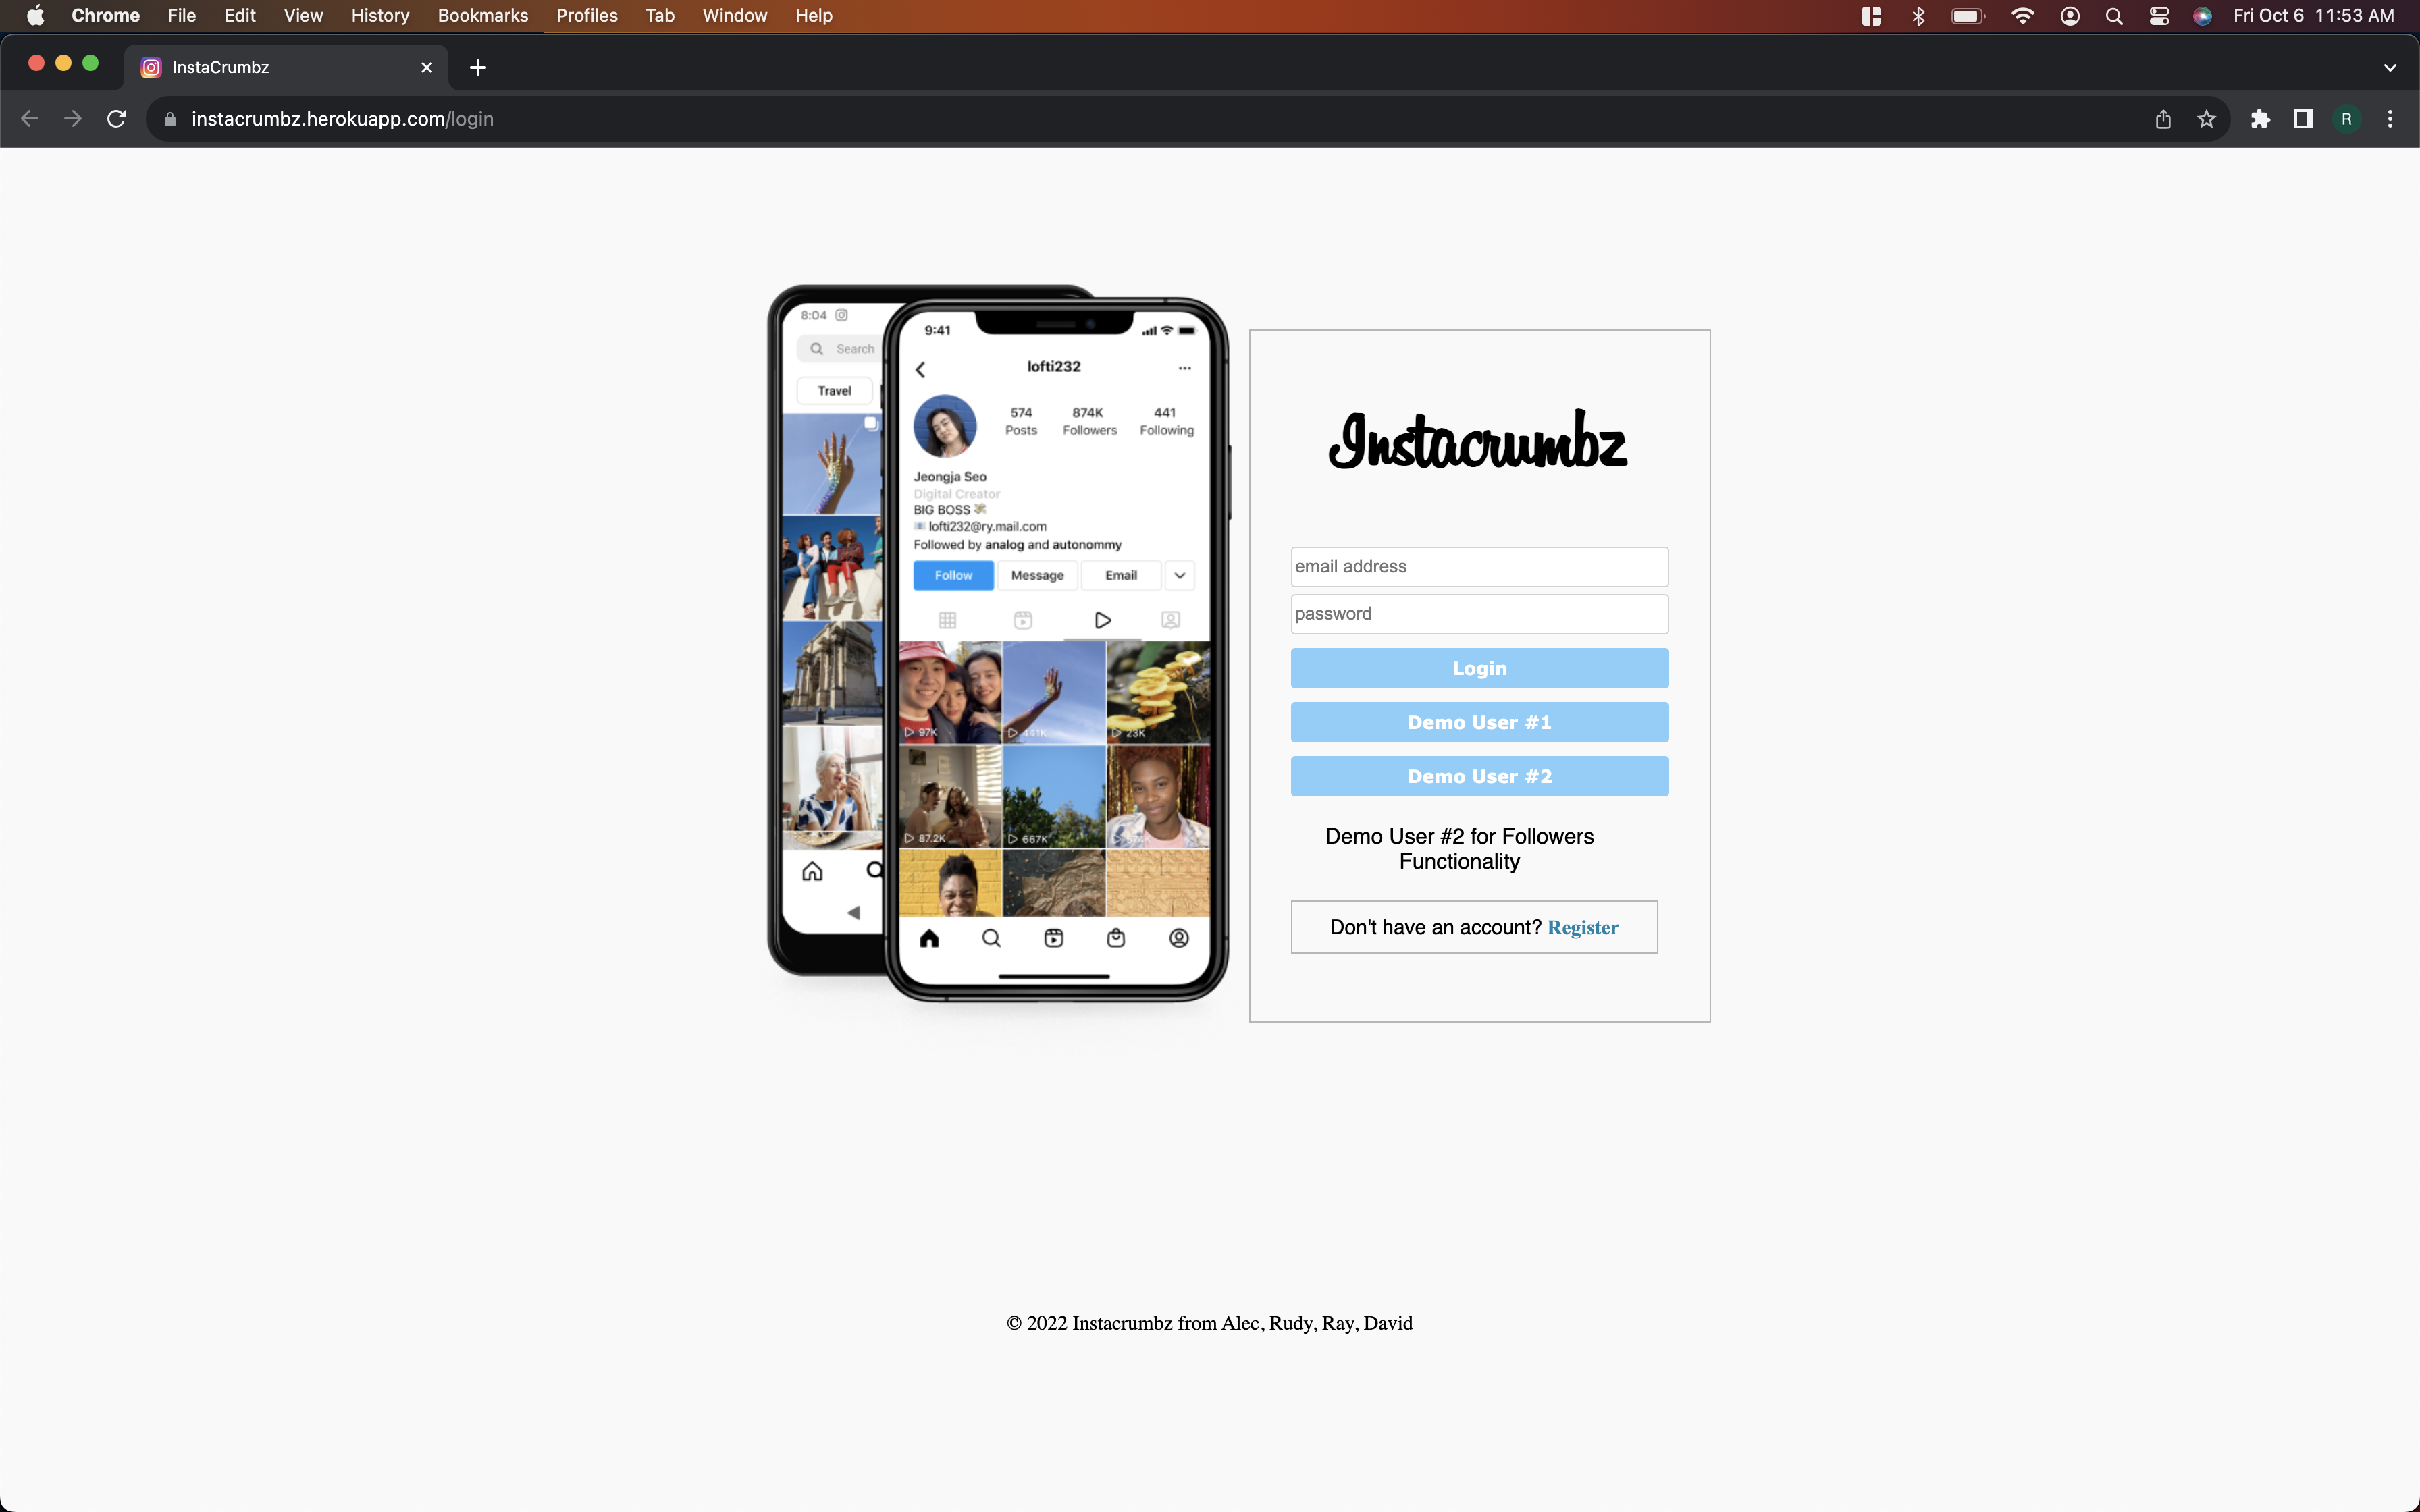 Chrome File Edit View History Bookmarks Profiles Tab Window Help
Fri Oct 6 11:53 AM
InstaCrumbz
instacrumbz.herokuapp.com/login
R
8:04
Search
Travel
9:41
lofti232
574 874K 441
Posts Followers Following
Jeongja Seo
Digital Creator
BIG BOSS
lofti232@ry.mail.com
Followed by analog and autonommy
Follow Message Email
97K 441K 23K
87.2K 667K
Instacrumbz
email address
password
Login
Demo User #1
Demo User #2
Demo User #2 for Followers
Functionality
Don't have an account? Register
© 2022 Instacrumbz from Alec, Rudy, Ray, David